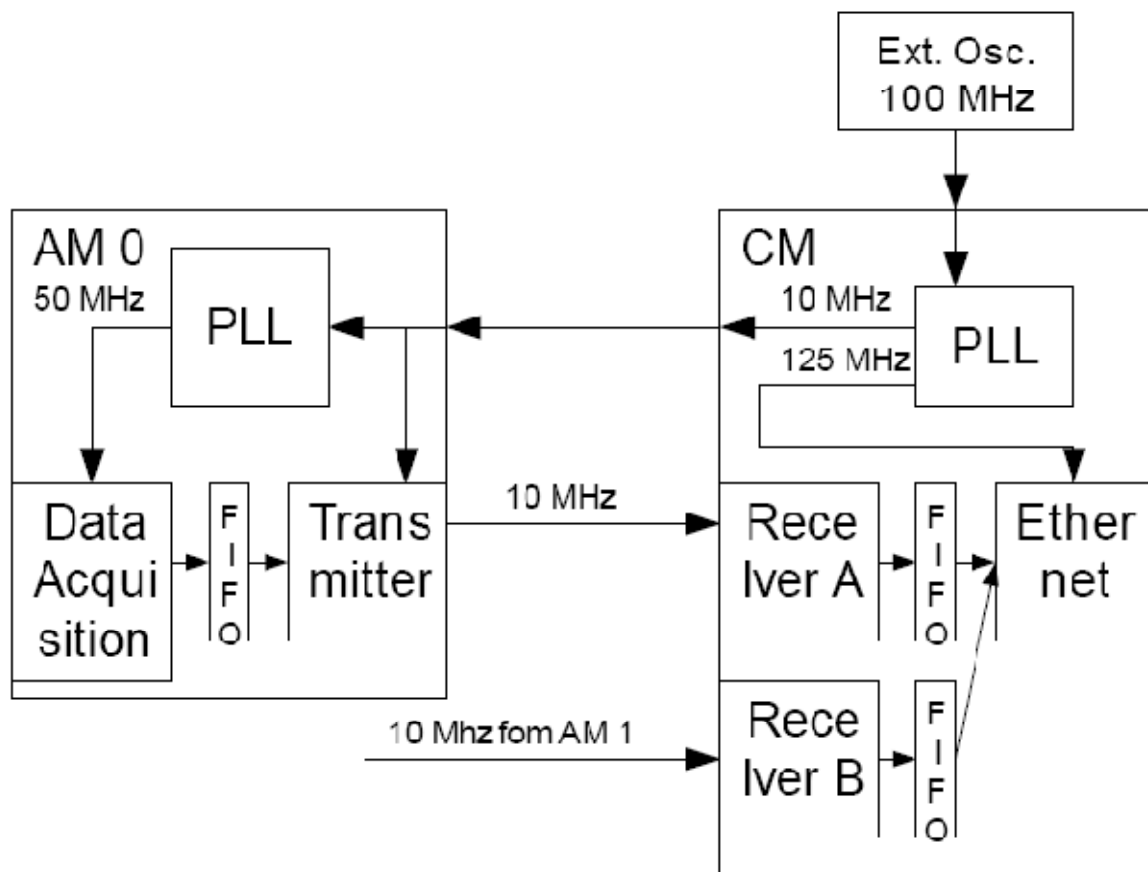 Ext. Osc.
100 MHz
AM 0
50 MHz
PLL
CM
10 MHz
125 MHz
PLL
Data
Acqui
sition
F
I
F
O
Trans
mitter
10 MHz
Rece
Iver A
F
I
F
O
Ether
net
10 Mhz fom AM 1
Rece
Iver B
F
I
F
O